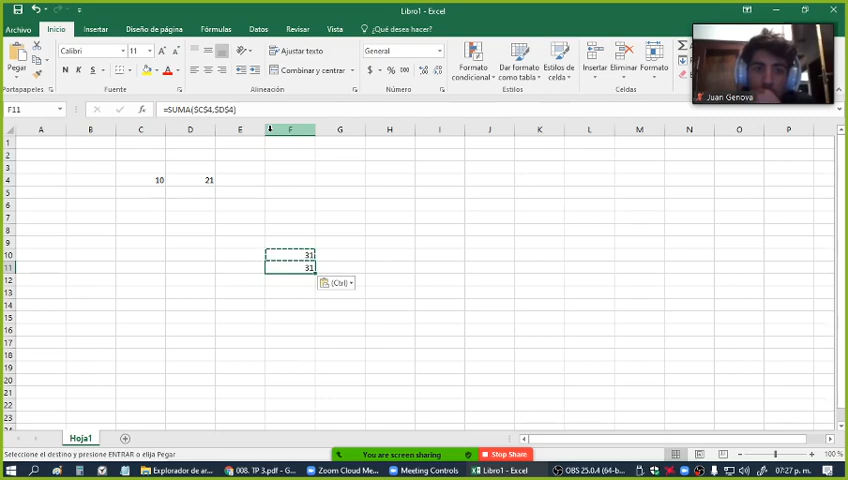 Libro1 - Excel
Archivo Inicio Insertar Diseño de página Fórmulas Datos Revisar Vista ¿Qué desea hacer?
Pegar
Calibri 11
N K S
A A
Ajustar texto
Combinar y centrar
General
$ % 000
Formato condicional
Dar formato como tabla
Estilos de celda
Insertar Eliminar Formato
Portapapeles Fuente Alineación Número Estilos Celdas
Juan Genova
F11 fx =SUMA($C$4,$D$4)
A B C D E F G H I J K L M N O P
1
2
3
4 10 21
5
6
7
8
9
10 31
11 31
(Ctrl)
12
13
14
15
16
17
18
19
20
21
22
23
Hoja1
Seleccione el destino y presione ENTRAR o elija Pegar
You are screen sharing Stop Share
100 %
Explorador de ar... 008. TP 3.pdf - G... Zoom Cloud Me... Meeting Controls Libro1 - Excel OBS 25.0.4 (64-b... 07:27 p. m.